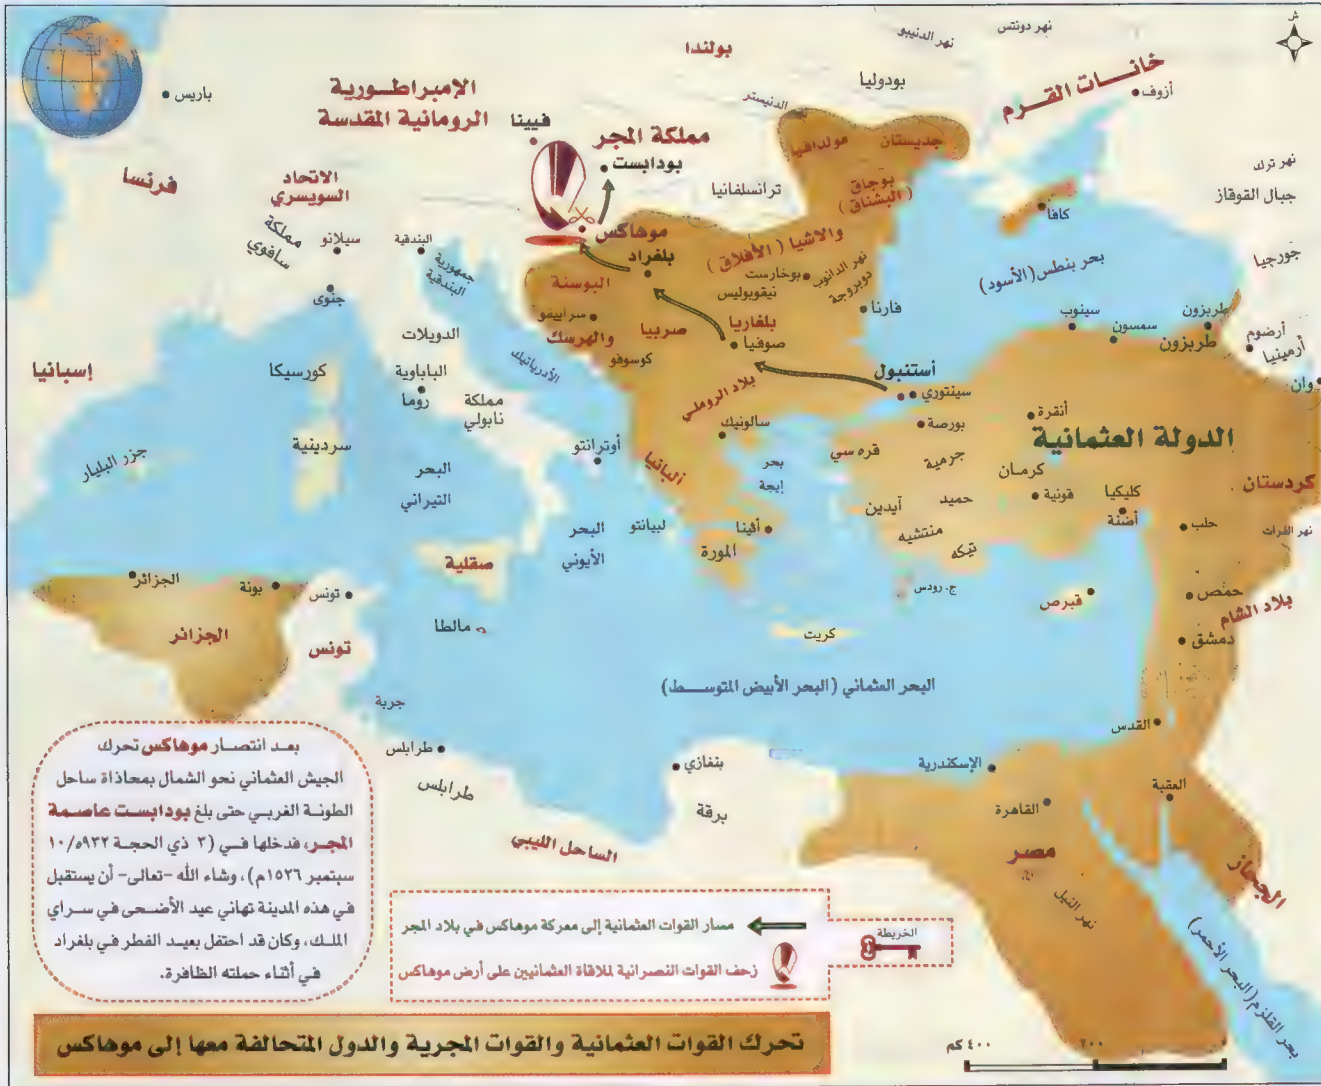 ش
نهر دونتس
نهر الدنيبو
بولندا
خانات القرم
بودوليا
أزوف
باريس
الإمبراطورية
الرومانية المقدسة
الدنيستر
فيينا
مملكة المجر
بودابست
مولدافيا
جديستان
نهر ترك
جبال القوقاز
فرنسا
الاتحاد
السويسري
ترانسلفانيا
بوجاق
(البشناق)
كافا
مملكة
سافوي
سيلانو
البندقية
جمهورية
البندقية
موهاكس
بلغراد
والاشيا (الأفلاق)
بحر بنطس (الأسود)
جورجيا
البوسنة
بوخارست
نيقوبوليس
نهر الدانوب
دوبروجة
جنوى
سراييفو
والهرسك
صربيا
بلغاريا
فارنا
سينوب
سمسون
طربزون
طربزون
أرضوم
أرمينيا
الدويلات
الأدرياتيك
كوسوفو
صوفيا
إسبانيا
كورسيكا
البابوية
روما
مملكة
نابولي
بلاد الروملي
أستنبول
سينتوري
وان
أنقرة
بورصة
سالونيك
الدولة العثمانية
جزر البليار
سردينية
أوترانتو
ألبانيا
بحر
إيجة
قره سي
جرمية
كرمان
كردستان
البحر
التيراني
قونية
كليكيا
أضنة
حميد
آيدين
البحر
الأيوني
ليبانتو
أثينا
المورة
منتشيه
تكه
حلب
نهر الفرات
صقلية
الجزائر
بونة
تونس
ج. رودس
قبرص
حمص
بلاد الشام
الجزائر
تونس
مالطا
كريت
دمشق
البحر العثماني (البحر الأبيض المتوسط)
جربة
القدس
طرابلس
طرابلس
بنغازي
برقة
الإسكندرية
القاهرة
العقبة
مصر
نهر النيل
الحجاز
الساحل الليبي
بحر القلزم (البحر الأحمر)
بعد انتصار موهاكس تحرك
الجيش العثماني نحو الشمال بمحاذاة ساحل
الطونة الغربي حتى بلغ بودابست عاصمة
المجر، فدخلها في (٣ ذي الحجة ٩٣٢هـ/١٠
سبتمبر ١٥٢٦م)، وشاء الله -تعالى- أن يستقبل
في هذه المدينة تهاني عيد الأضحى في سراي
الملك، وكان قد احتفل بعيد الفطر في بلغراد
في أثناء حملته الظافرة.
الخريطة
مسار القوات العثمانية إلى معركة موهاكس في بلاد المجر
زحف القوات النصرانية لملاقاة العثمانيين على أرض موهاكس
تحرك القوات العثمانية والقوات المجرية والدول المتحالفة معها إلى موهاكس
٤٠٠ كم
٢٠٠
٠